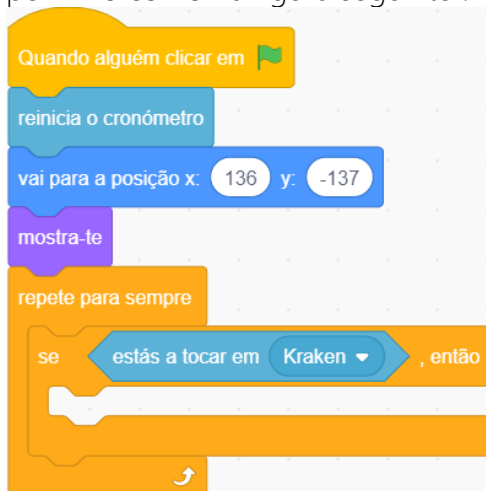 Quando alguém clicar em
reinicia o cronómetro
vai para a posição x: 136 y: -137
mostra-te
repete para sempre
se estás a tocar em Kraken , então